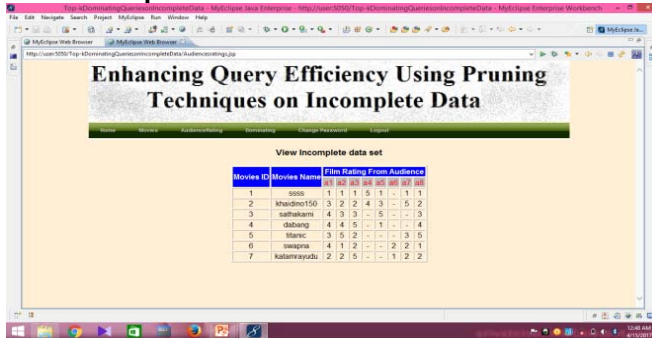 Top-kDominatingQueriesonIncompleteData - MyEclipse Java Enterprise - http://user:5050/Top-kDominatingQueriesonIncompleteData - MyEclipse Enterprise Workbench
File Edit Navigate Search Project MyEclipse Run Window Help
MyEclipse Ja...
MyEclipse Web Browser MyEclipse Web Browser
http://user:5050/Top-kDominatingQueriesonIncompleteData/Audienceratings.jsp
Enhancing Query Efficiency Using Pruning
Techniques on Incomplete Data
Home Movies AudienceRating Dominating Change Password Logout
View Incomplete data set
Movies ID Movies Name Film Rating From Audience
a1 a2 a3 a4 a5 a6 a7 a8
1 ssss 1 1 1 5 1 - 1 1
2 khaidino150 3 2 2 4 3 - 5 2
3 sathakarni 4 3 3 - 5 - - 3
4 dabang 4 4 5 - 1 - - 4
5 titanic 3 5 2 - - - 3 5
6 swapna 4 1 2 - - 2 2 1
7 katamrayudu 2 2 5 - - 1 2 2
12:48 AM
4/15/2017